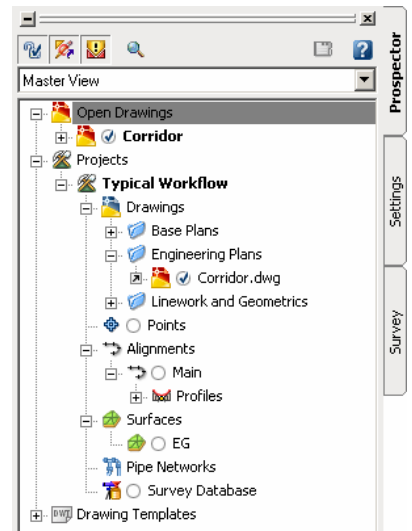 Master View
Open Drawings
Corridor
Projects
Typical Workflow
Drawings
Base Plans
Engineering Plans
Corridor.dwg
Linework and Geometrics
Points
Alignments
Main
Profiles
Surfaces
EG
Pipe Networks
Survey Database
DWT Drawing Templates
Prospector
Settings
Survey